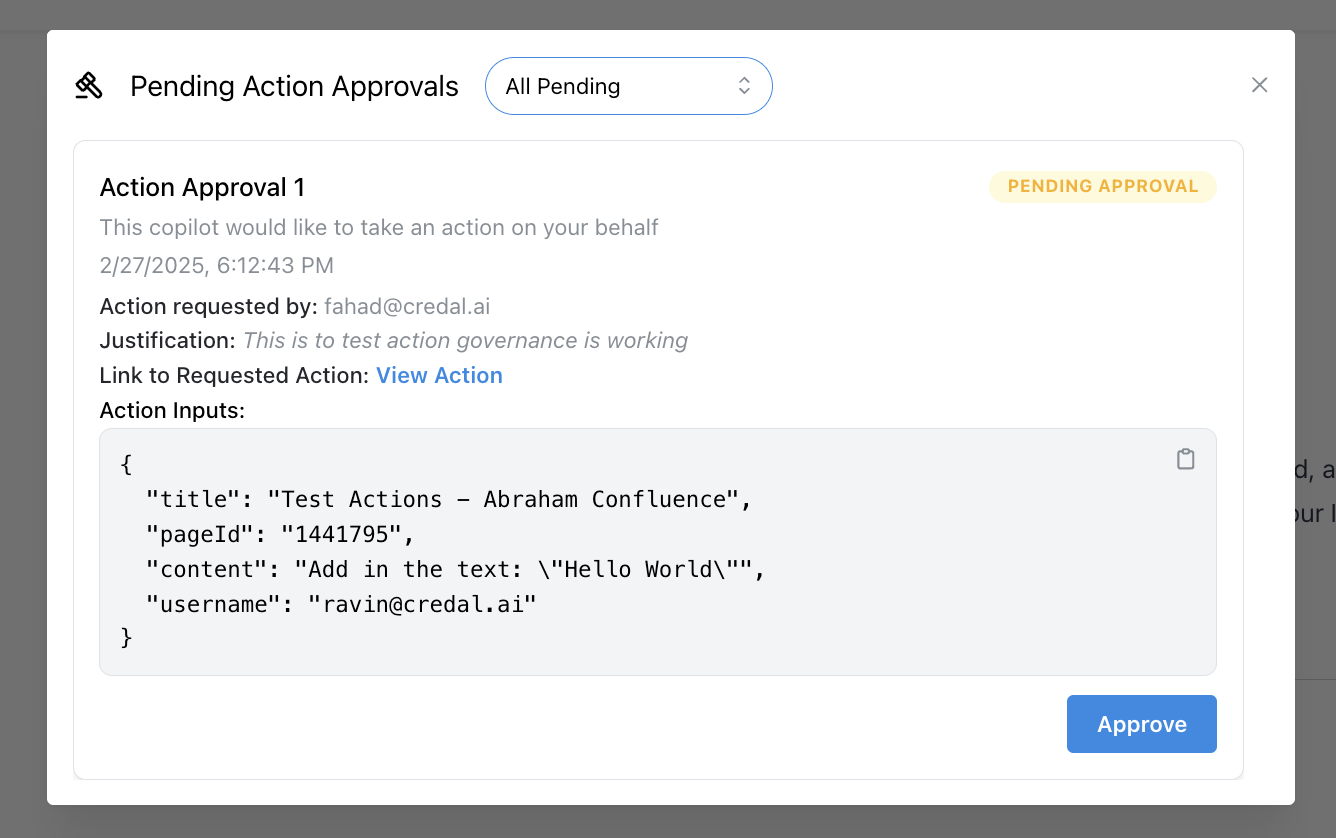 Pending Action Approvals
All Pending
Action Approval 1
PENDING APPROVAL
This copilot would like to take an action on your behalf
2/27/2025, 6:12:43 PM
Action requested by: fahad@credal.ai
Justification: This is to test action governance is working
Link to Requested Action: View Action
Action Inputs:
{
  "title": "Test Actions – Abraham Confluence",
  "pageId": "1441795",
  "content": "Add in the text: \"Hello World\"",
  "username": "ravin@credal.ai"
}
Approve